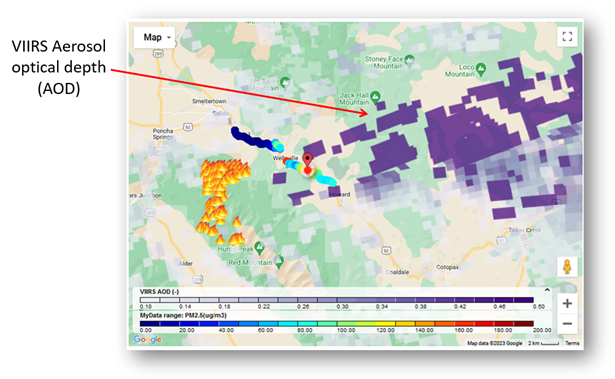 VIIRS Aerosol
optical depth
(AOD)
Map
Stoney Face
Mountain
Loco
Mountain
Jack Hall
Mountain
Smeltertown
Salida
Poncha
Springs
50
Howard
Texas Creek
Hunts Peak
Red Mountain
Coaldale
Cotopaxi
VIIRS AOD (-)
0.10 0.14 0.18 0.22 0.26 0.30 0.34 0.38 0.42 0.46 0.50
MyData range: PM2.5(ug/m3)
0.00 20.00 40.00 60.00 80.00 100.00 120.00 140.00 160.00 180.00 200.00
Google
Map data ©2023 Google 2 km Terms